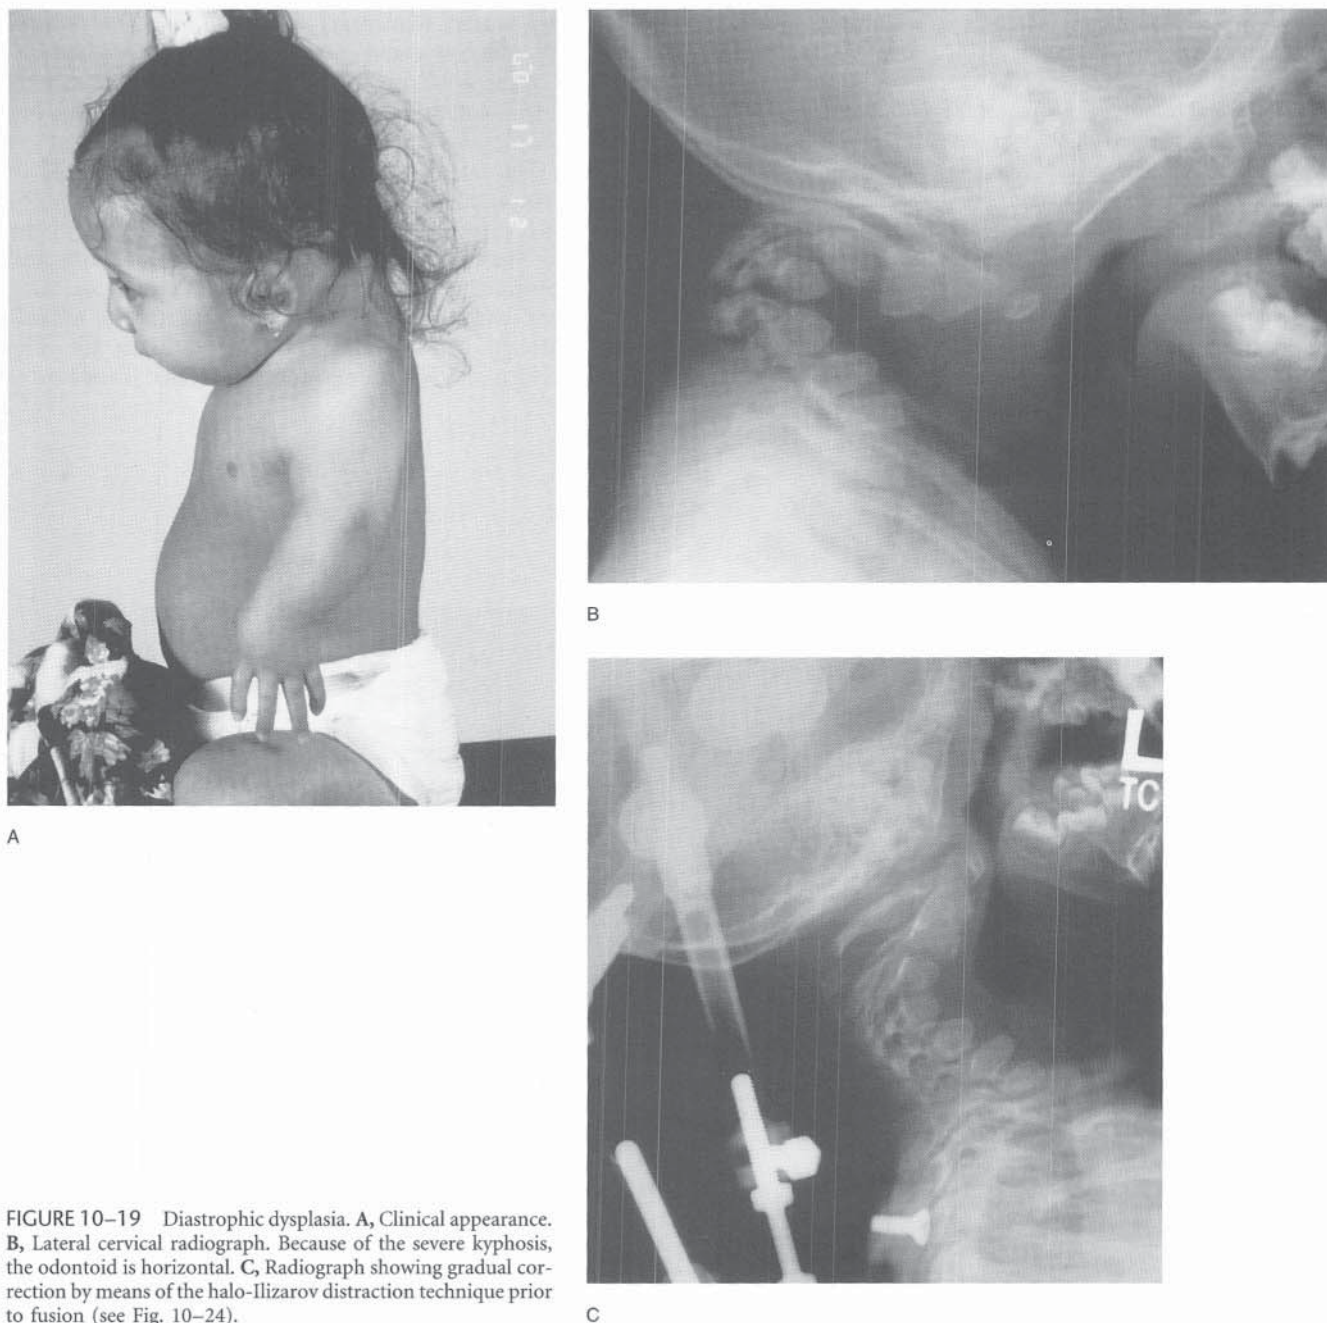 A
B
L
TC
C
FIGURE 10–19 Diastrophic dysplasia. A, Clinical appearance.
B, Lateral cervical radiograph. Because of the severe kyphosis,
the odontoid is horizontal. C, Radiograph showing gradual cor-
rection by means of the halo-Ilizarov distraction technique prior
to fusion (see Fig. 10–24).